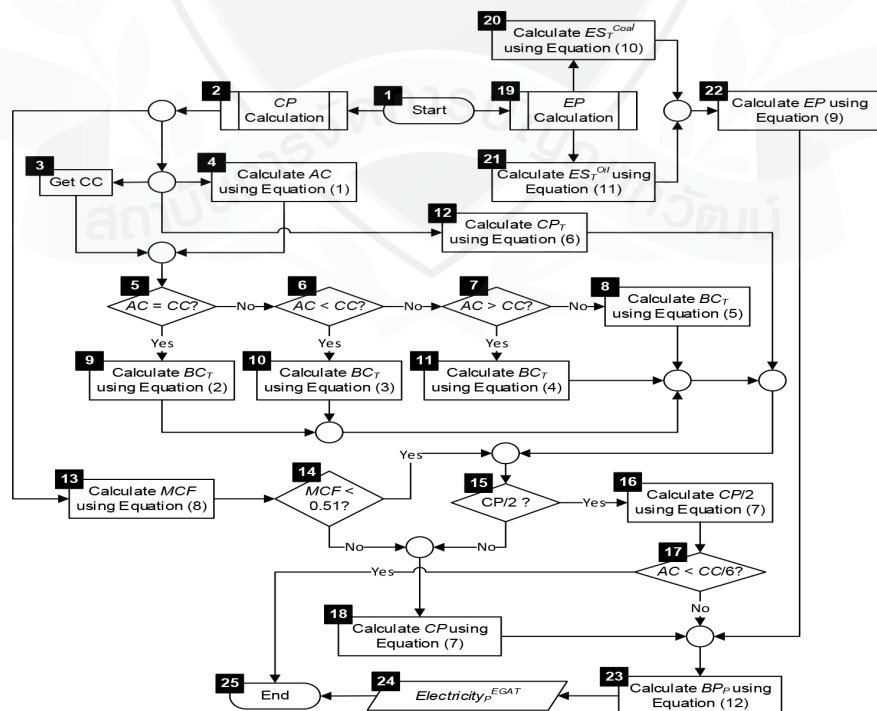 20
Calculate ES_T^Coal
using Equation (10)
2
CP
Calculation
1
Start
19
EP
Calculation
22
Calculate EP using
Equation (9)
3
Get CC
4
Calculate AC
using Equation (1)
21
Calculate ES_T^Oil using
Equation (11)
12
Calculate CP_T
using Equation (6)
5
AC = CC?
No
6
AC < CC?
No
7
AC > CC?
No
8
Calculate BC_T
using Equation (5)
Yes
Yes
Yes
9
Calculate BC_T
using Equation (2)
10
Calculate BC_T
using Equation (3)
11
Calculate BC_T
using Equation (4)
13
Calculate MCF
using Equation (8)
14
MCF <
0.51?
Yes
No
15
CP/2 ?
Yes
No
16
Calculate CP/2
using Equation (7)
17
AC < CC/6?
Yes
No
18
Calculate CP using
Equation (7)
23
Calculate BP_P using
Equation (12)
24
Electricity_P^EGAT
25
End